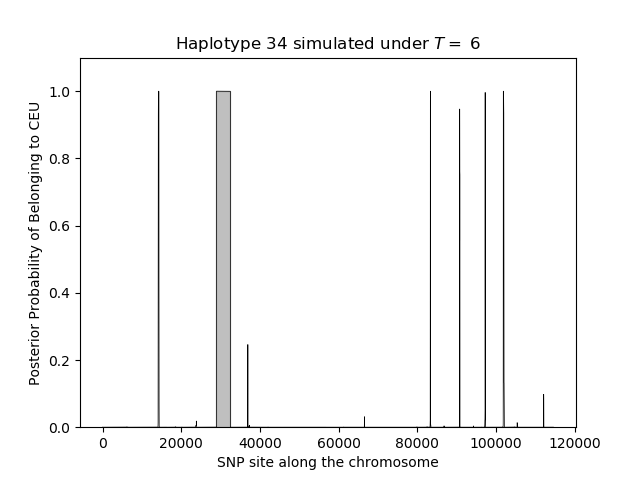 Haplotype 34 simulated under T = 6
Posterior Probability of Belonging to CEU
1.0
0.8
0.6
0.4
0.2
0.0
0 20000 40000 60000 80000 100000 120000
SNP site along the chromosome